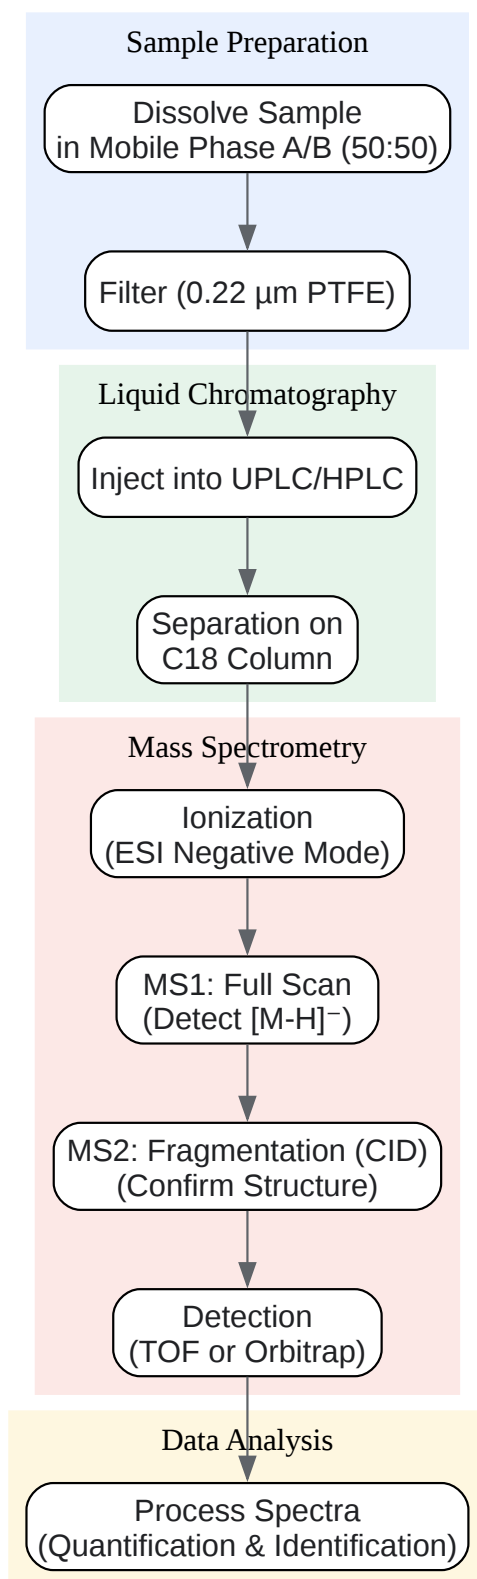 Sample Preparation
Dissolve Sample
in Mobile Phase A/B (50:50)
Filter (0.22 µm PTFE)
Liquid Chromatography
Inject into UPLC/HPLC
Separation on
C18 Column
Mass Spectrometry
Ionization
(ESI Negative Mode)
MS1: Full Scan
(Detect [M-H]⁻)
MS2: Fragmentation (CID)
(Confirm Structure)
Detection
(TOF or Orbitrap)
Data Analysis
Process Spectra
(Quantification & Identification)